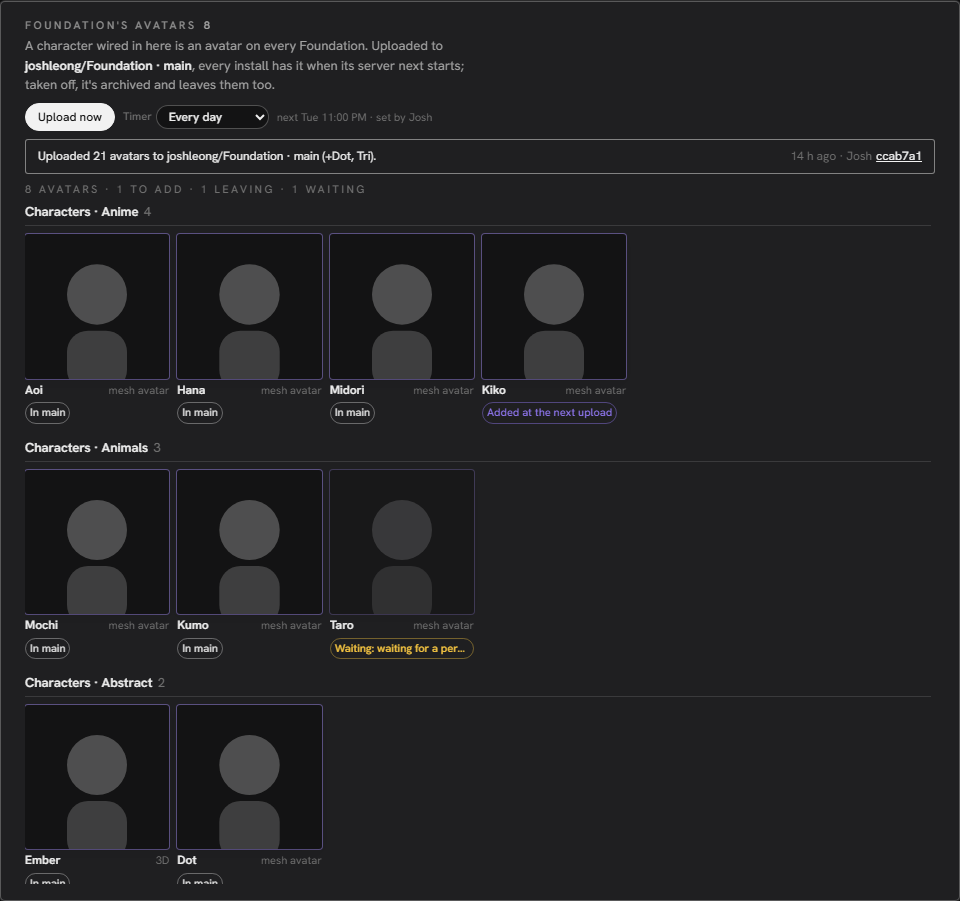 FOUNDATION'S AVATARS 8
A character wired in here is an avatar on every Foundation. Uploaded to
joshleong/Foundation · main, every install has it when its server next starts;
taken off, it's archived and leaves them too.
Upload now Timer Every day next Tue 11:00 PM · set by Josh
Uploaded 21 avatars to joshleong/Foundation · main (+Dot, Tri). 14 h ago · Josh ccab7a1
8 AVATARS · 1 TO ADD · 1 LEAVING · 1 WAITING
Characters · Anime 4
Aoi mesh avatar Hana mesh avatar Midori mesh avatar Kiko mesh avatar
In main In main In main Added at the next upload
Characters · Animals 3
Mochi mesh avatar Kumo mesh avatar Taro mesh avatar
In main In main Waiting: waiting for a per...
Characters · Abstract 2
Ember 3D Dot mesh avatar
In main In main